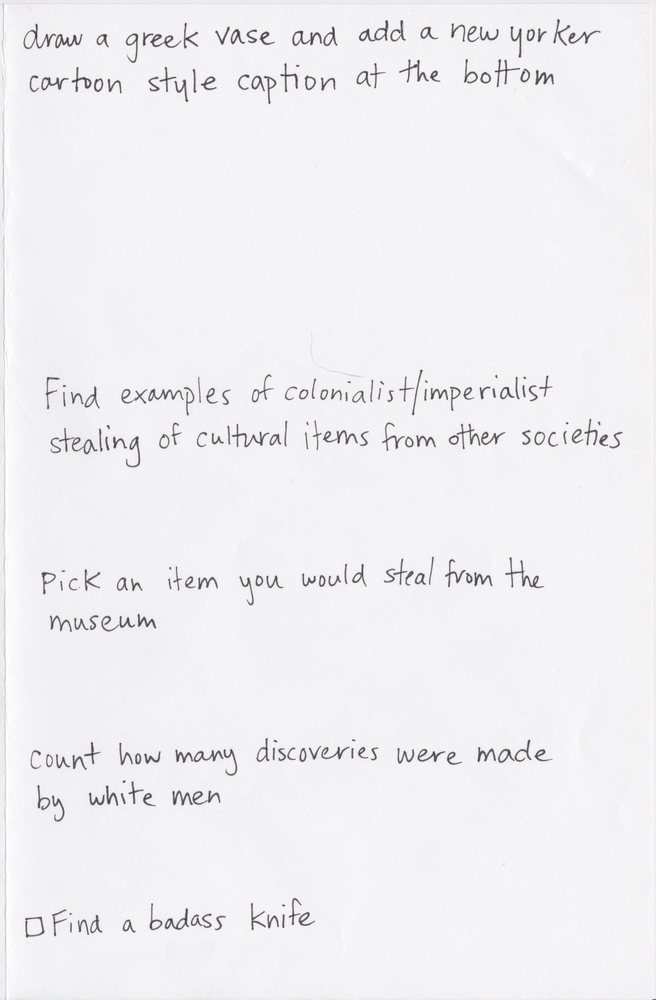 draw a greek vase and add a new yorker
cartoon style caption at the bottom
Find examples of colonialist/imperialist
stealing of cultural items from other societies
Pick an item you would steal from the
museum
count how many discoveries were made
by white men
□ Find a badass knife